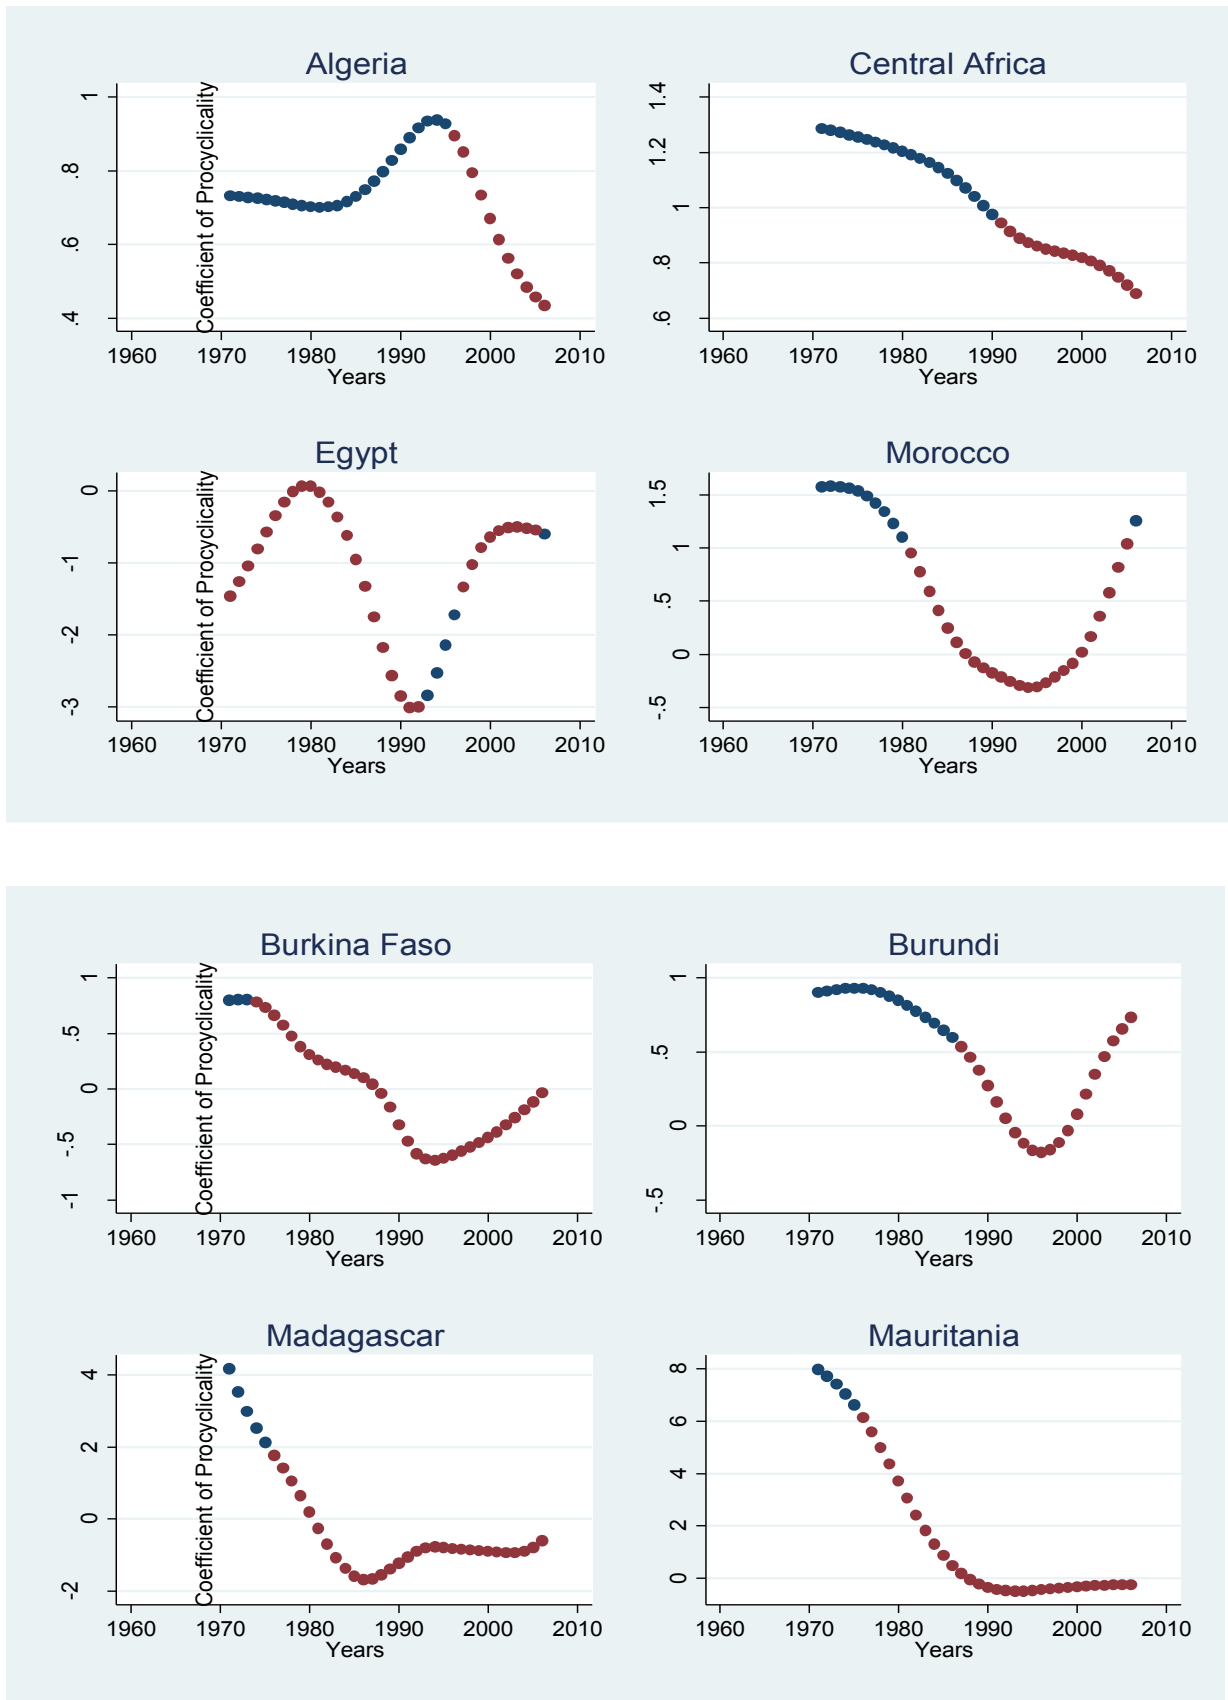 Algeria
Coefficient of Procyclicality
1
.8
.6
.4
1960 1970 1980 1990 2000 2010
Years
Central Africa
1.4
1.2
1
.8
.6
1960 1970 1980 1990 2000 2010
Years
Egypt
Coefficient of Procyclicality
0
-1
-2
-3
1960 1970 1980 1990 2000 2010
Years
Morocco
1.5
1
.5
0
-.5
1960 1970 1980 1990 2000 2010
Years
Burkina Faso
Coefficient of Procyclicality
1
.5
0
-.5
-1
1960 1970 1980 1990 2000 2010
Years
Burundi
1
.5
0
-.5
1960 1970 1980 1990 2000 2010
Years
Madagascar
Coefficient of Procyclicality
4
2
0
-2
1960 1970 1980 1990 2000 2010
Years
Mauritania
8
6
4
2
0
1960 1970 1980 1990 2000 2010
Years